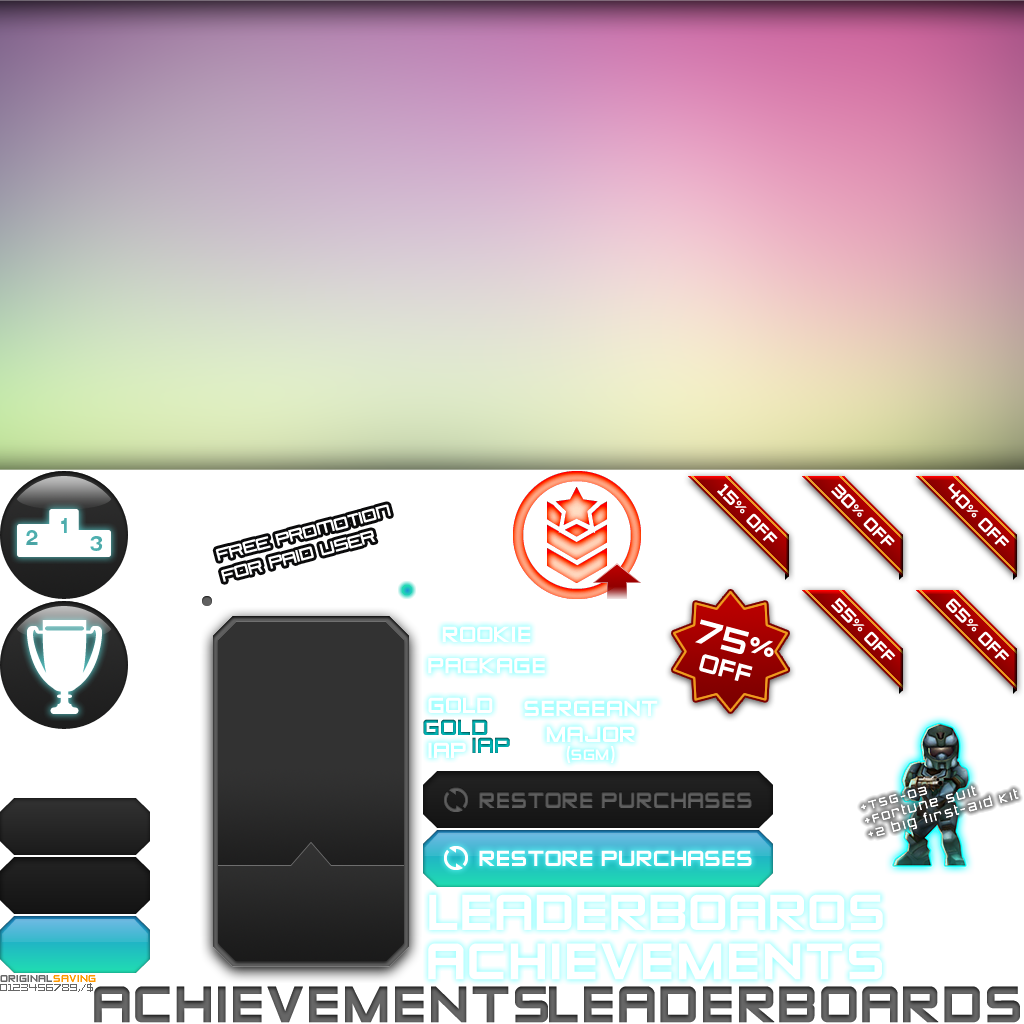 1
2
3
FREE PROMOTION
FOR PAID USER
15% OFF
30% OFF
40% OFF
75%
OFF
55% OFF
65% OFF
ROOKIE
PACKAGE
GOLD
IAP
GOLD
IAP
SERGEANT
MAJOR
(SGM)
+TSG-03
+Fortune suit
+2 big first-aid kit
RESTORE PURCHASES
RESTORE PURCHASES
LEADERBOARDS
ACHIEVEMENTS
ORIGINALSAVING
0123456789,/$
ACHIEVEMENTSLEADERBOARDS